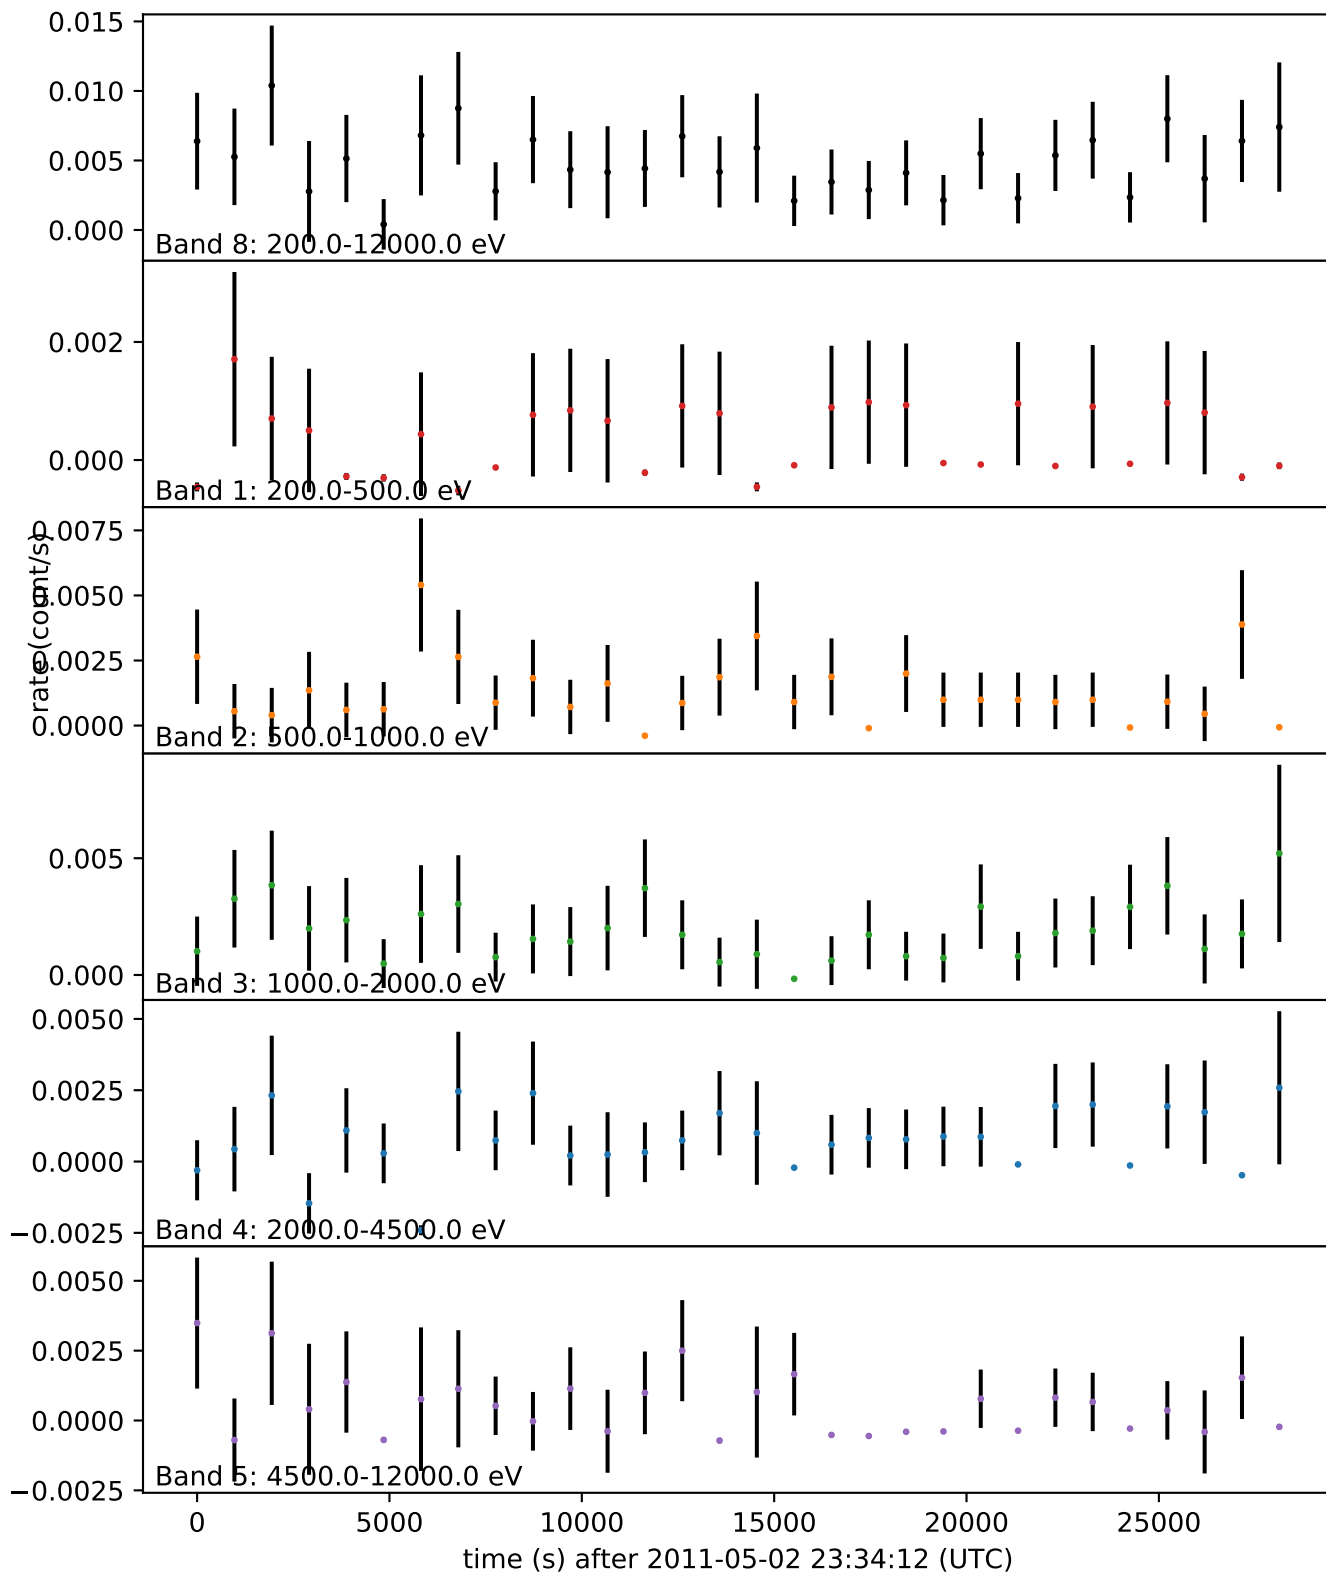 0.015
0.010
0.005
0.000
Band 8: 200.0-12000.0 eV
0.002
0.000
Band 1: 200.0-500.0 eV
rate (count/s)
0.0075
0.0050
0.0025
0.0000
Band 2: 500.0-1000.0 eV
0.005
0.000
Band 3: 1000.0-2000.0 eV
0.0050
0.0025
0.0000
−0.0025
Band 4: 2000.0-4500.0 eV
0.0050
0.0025
0.0000
−0.0025
Band 5: 4500.0-12000.0 eV
0 5000 10000 15000 20000 25000
time (s) after 2011-05-02 23:34:12 (UTC)